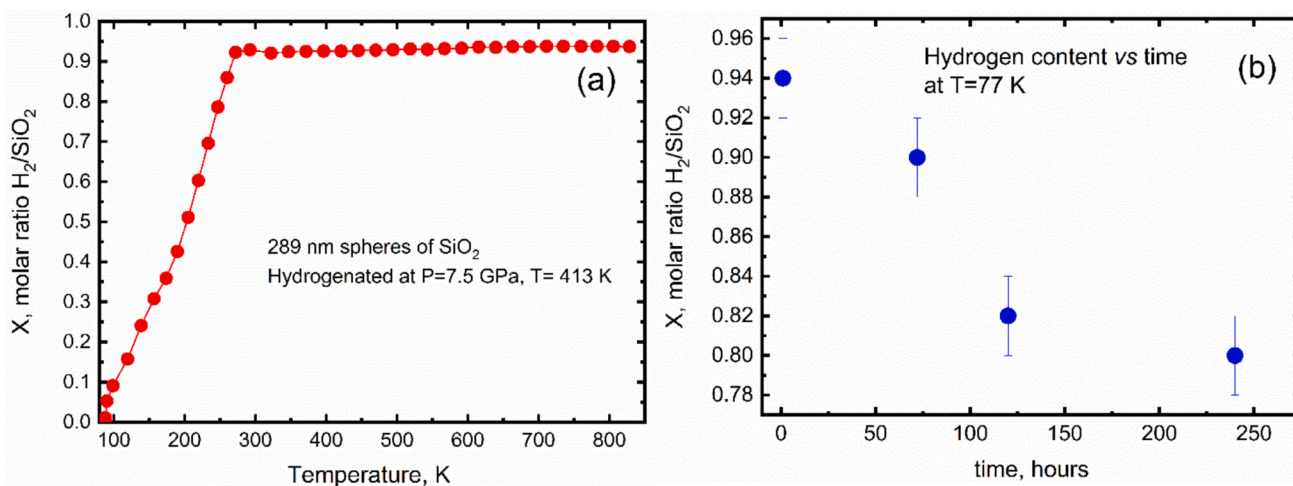 X, molar ratio H₂/SiO₂
1.0
0.9
0.8
0.7
0.6
0.5
0.4
0.3
0.2
0.1
0.0
(a)
289 nm spheres of SiO₂
Hydrogenated at P=7.5 GPa, T= 413 K
100 200 300 400 500 600 700 800
Temperature, K
X, molar ratio H₂/SiO₂
0.96
0.94
0.92
0.90
0.88
0.86
0.84
0.82
0.80
0.78
Hydrogen content vs time
at T=77 K
(b)
0 50 100 150 200 250
time, hours